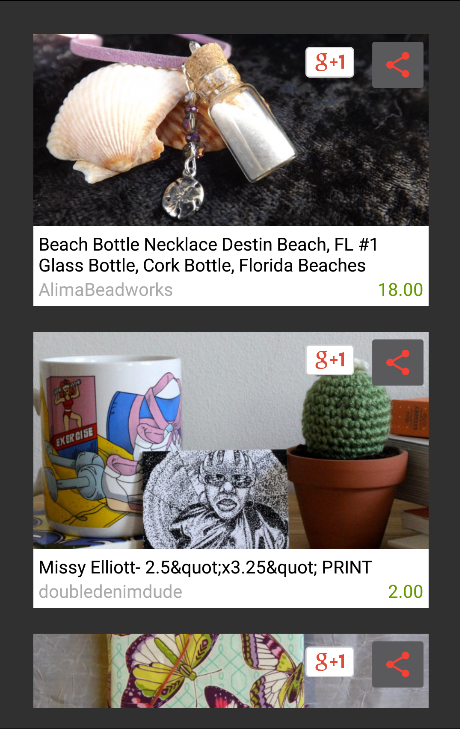 g+1
Beach Bottle Necklace Destin Beach, FL #1
Glass Bottle, Cork Bottle, Florida Beaches
AlimaBeadworks
18.00
g+1
EXERCISE
Missy Elliott- 2.5&quot;x3.25&quot; PRINT
doubledenimdude
2.00
g+1